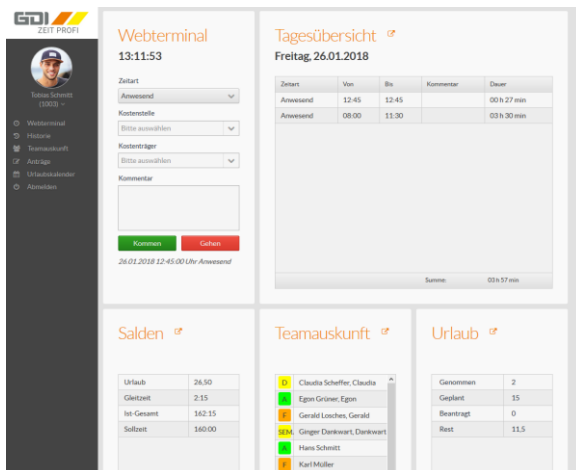 GDI
ZEIT PROFI
Tobias Schmitt
(1003)
Webterminal
Historie
Teamauskunft
Anträge
Urlaubskalender
Abmelden
Webterminal
13:11:53
Zeitart
Anwesend
Kostenstelle
Bitte auswählen
Kostenträger
Bitte auswählen
Kommentar
Kommen Gehen
26.01.2018 12:45:00 Uhr Anwesend
Tagesübersicht
Freitag, 26.01.2018
Zeitart Von Bis Kommentar Dauer
Anwesend 12:45 12:45 00 h 27 min
Anwesend 08:00 11:30 03 h 30 min
Summe 03 h 57 min
Salden
Urlaub 26,50
Gleitzeit 2:15
Ist-Gesamt 162:15
Sollzeit 160:00
Teamauskunft
D Claudia Scheffer, Claudia
A Egon Grüner, Egon
F Gerald Losches, Gerald
SEM. Ginger Dankwart, Dankwart
A Hans Schmitt
F Karl Müller
Urlaub
Genommen 2
Geplant 15
Beantragt 0
Rest 11,5